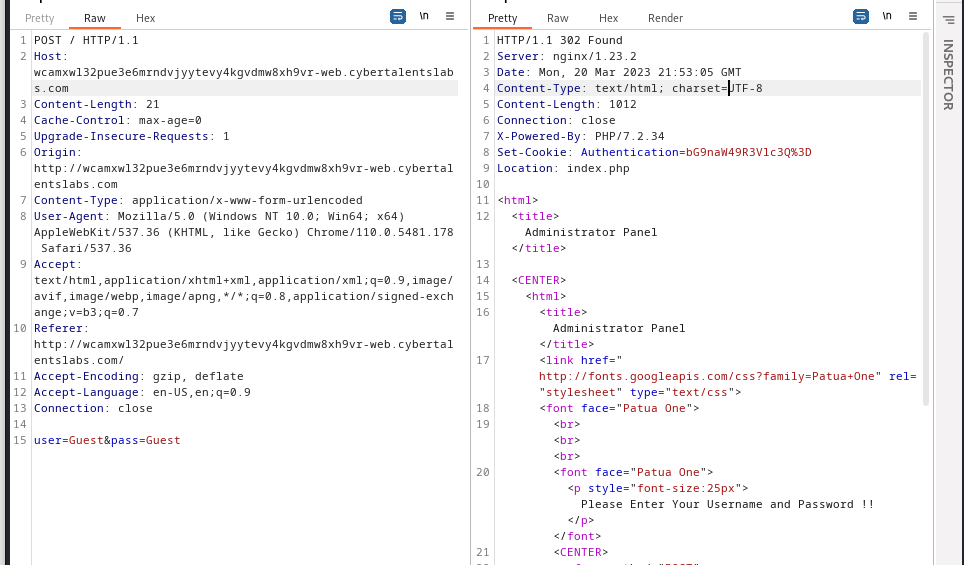 Pretty Raw Hex \n
1 POST / HTTP/1.1
2 Host:
wcamxwl32pue3e6mrndvjyytevy4kgvdmw8xh9vr-web.cybertalentslab
s.com
3 Content-Length: 21
4 Cache-Control: max-age=0
5 Upgrade-Insecure-Requests: 1
6 Origin:
http://wcamxwl32pue3e6mrndvjyytevy4kgvdmw8xh9vr-web.cybertal
entslabs.com
7 Content-Type: application/x-www-form-urlencoded
8 User-Agent: Mozilla/5.0 (Windows NT 10.0; Win64; x64)
AppleWebKit/537.36 (KHTML, like Gecko) Chrome/110.0.5481.178
Safari/537.36
9 Accept:
text/html,application/xhtml+xml,application/xml;q=0.9,image/
avif,image/webp,image/apng,*/*;q=0.8,application/signed-exch
ange;v=b3;q=0.7
10 Referer:
http://wcamxwl32pue3e6mrndvjyytevy4kgvdmw8xh9vr-web.cybertal
entslabs.com/
11 Accept-Encoding: gzip, deflate
12 Accept-Language: en-US,en;q=0.9
13 Connection: close
14
15 user=Guest&pass=Guest
Pretty Raw Hex Render \n
1 HTTP/1.1 302 Found
2 Server: nginx/1.23.2
3 Date: Mon, 20 Mar 2023 21:53:05 GMT
4 Content-Type: text/html; charset=UTF-8
5 Content-Length: 1012
6 Connection: close
7 X-Powered-By: PHP/7.2.34
8 Set-Cookie: Authentication=bG9naW49R3Vlc3Q%3D
9 Location: index.php
10
11 <html>
12 <title>
Administrator Panel
</title>
13
14 <CENTER>
15 <html>
16 <title>
Administrator Panel
</title>
17 <link href="
http://fonts.googleapis.com/css?family=Patua+One" rel=
"stylesheet" type="text/css">
18 <font face="Patua One">
19 <br>
<br>
<br>
20 <font face="Patua One">
<p style="font-size:25px">
Please Enter Your Username and Password !!
</p>
</font>
21 <CENTER>
INSPECTOR